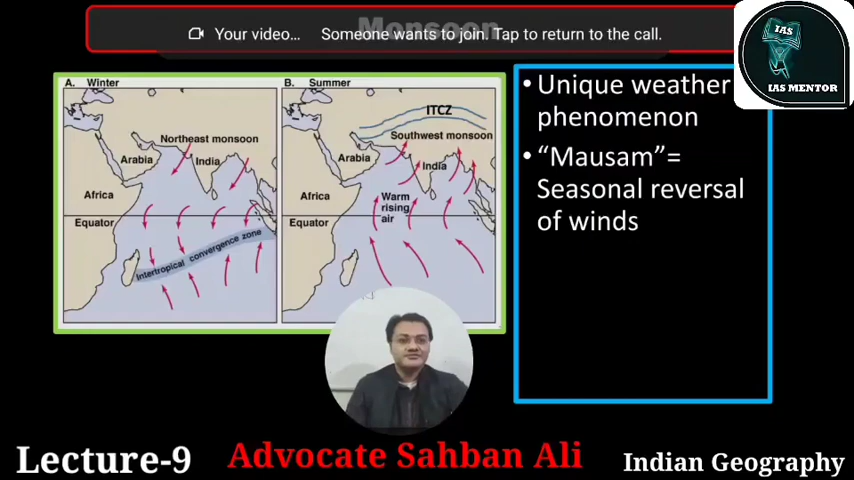 Monsoon
Your video... Someone wants to join. Tap to return to the call.
IAS
IAS MENTOR
A. Winter
Northeast monsoon
Arabia
India
Africa
Equator
Intertropical convergence zone
B. Summer
ITCZ
Southwest monsoon
Arabia
India
Africa
Warm
rising
air
Equator
• Unique weather
phenomenon
• “Mausam”=
Seasonal reversal
of winds
Lecture-9
Advocate Sahban Ali
Indian Geography